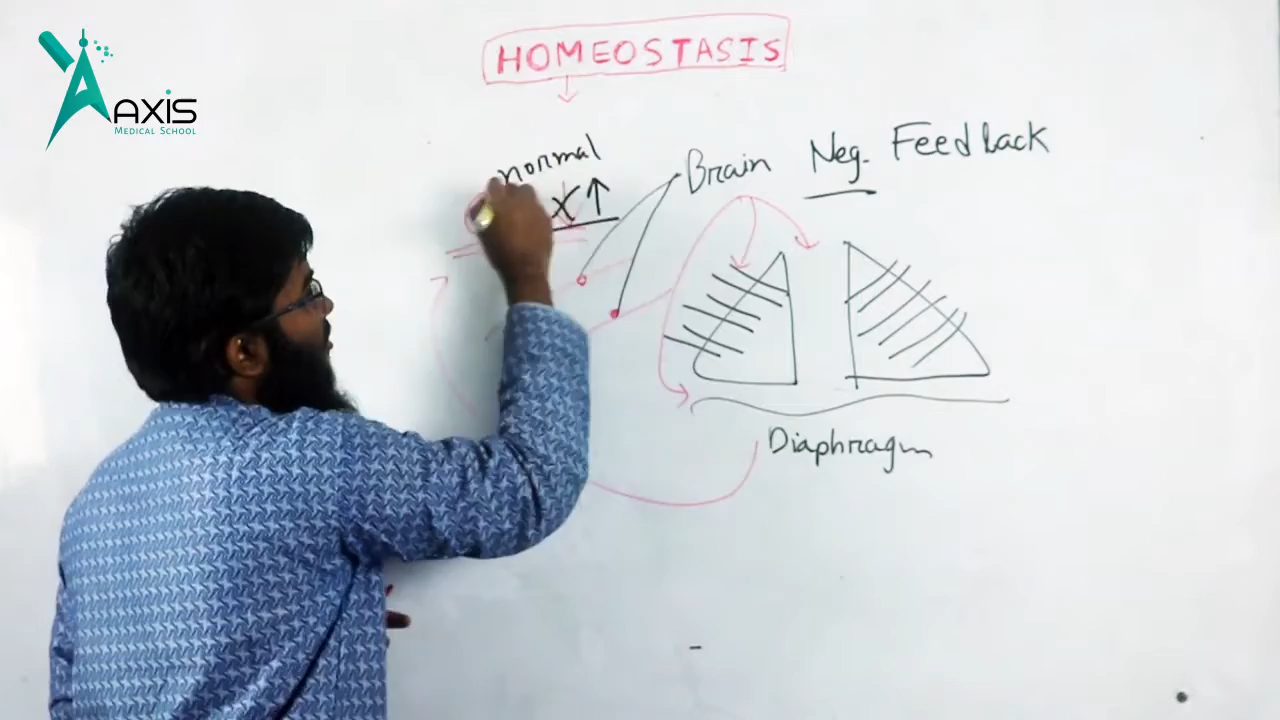 AXIS
MEDICAL SCHOOL
HOMEOSTASIS
normal
X ↑
Brain Neg. Feedback
Diaphragm